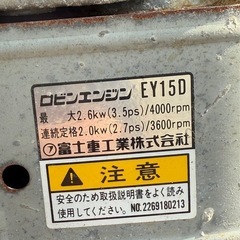 ロビンエンジン EY15D
最 大2.6kw(3.5ps)/4000rpm
連続定格2.0kw(2.7ps)/3600rpm
㋐富士重工業株式会社
注意
安全のため取扱説明書をよく読み
使用してください。NO.2269180213